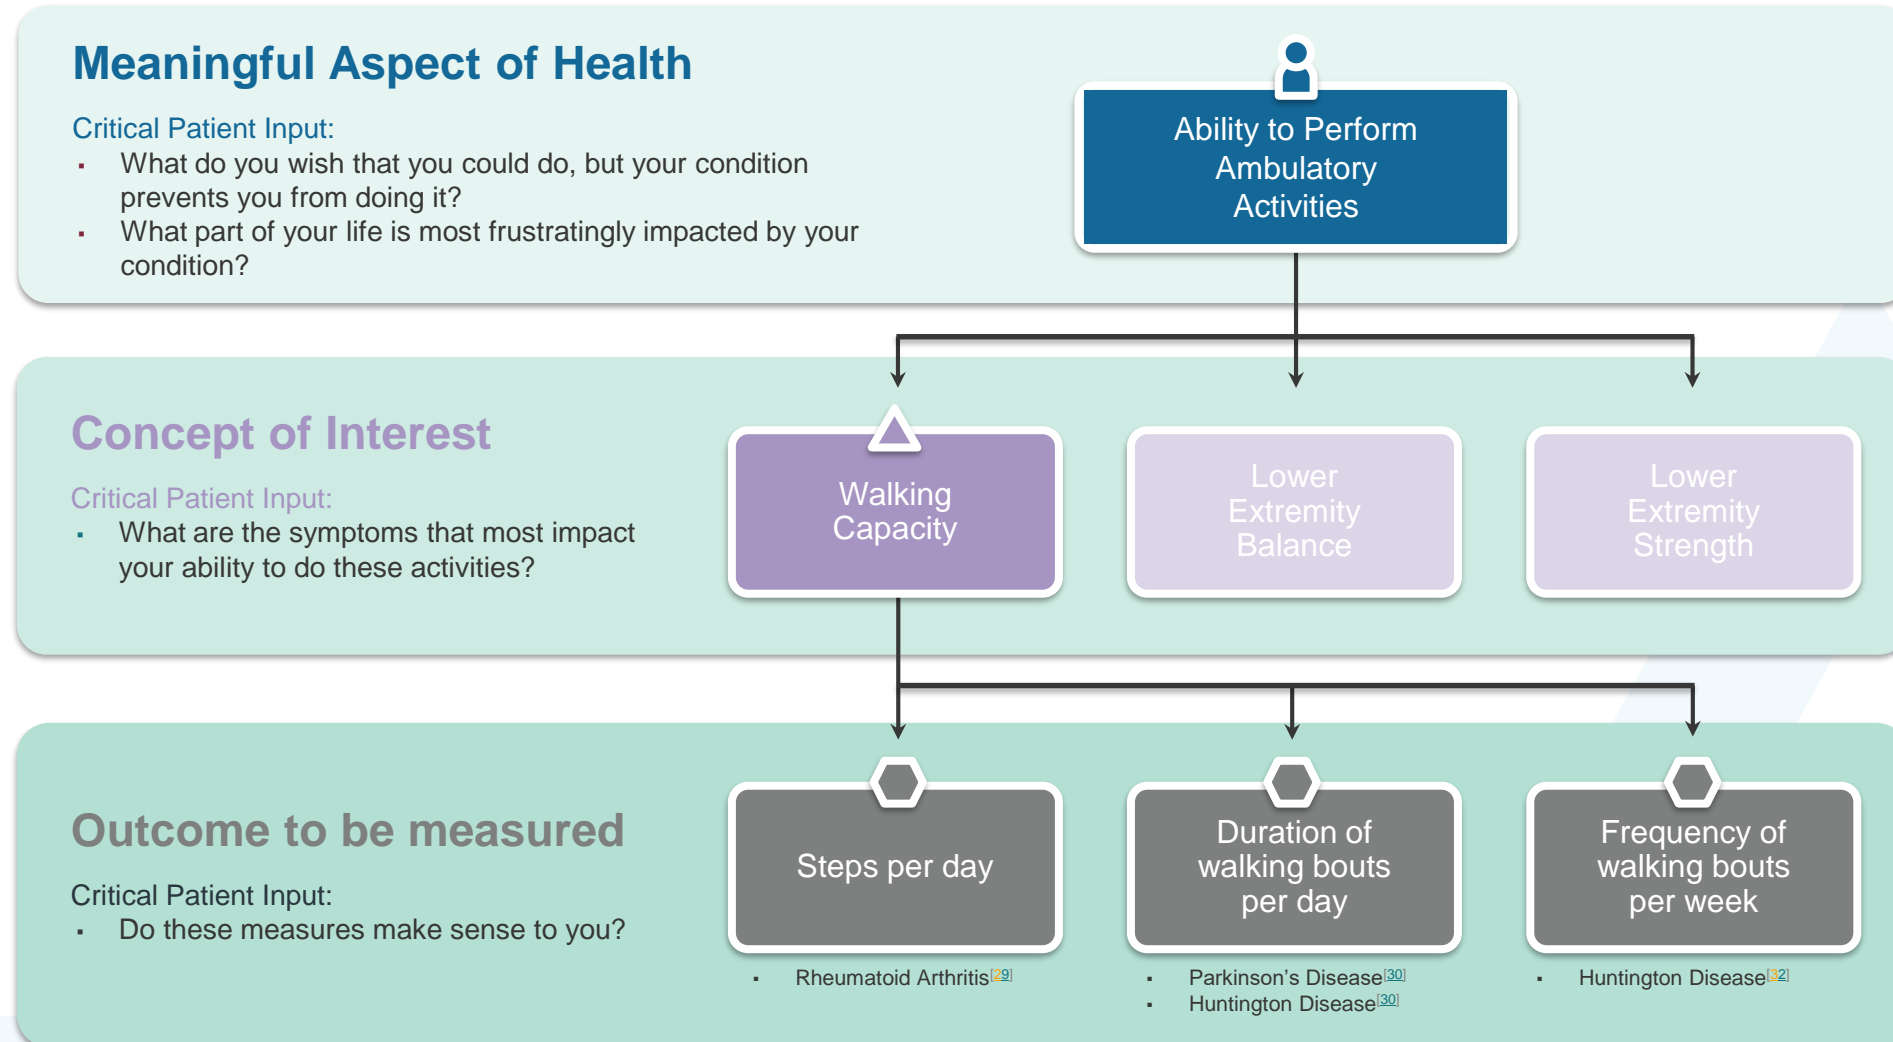 Meaningful Aspect of Health
Critical Patient Input:
▪ What do you wish that you could do, but your condition
prevents you from doing it?
▪ What part of your life is most frustratingly impacted by your
condition?
Ability to Perform
Ambulatory
Activities
Concept of Interest
Critical Patient Input:
▪ What are the symptoms that most impact
your ability to do these activities?
Walking
Capacity
Lower
Extremity
Balance
Lower
Extremity
Strength
Outcome to be measured
Critical Patient Input:
▪ Do these measures make sense to you?
Steps per day
Duration of
walking bouts
per day
Frequency of
walking bouts
per week
▪ Rheumatoid Arthritis[29]
▪ Parkinson's Disease[30]
▪ Huntington Disease[30]
▪ Huntington Disease[32]